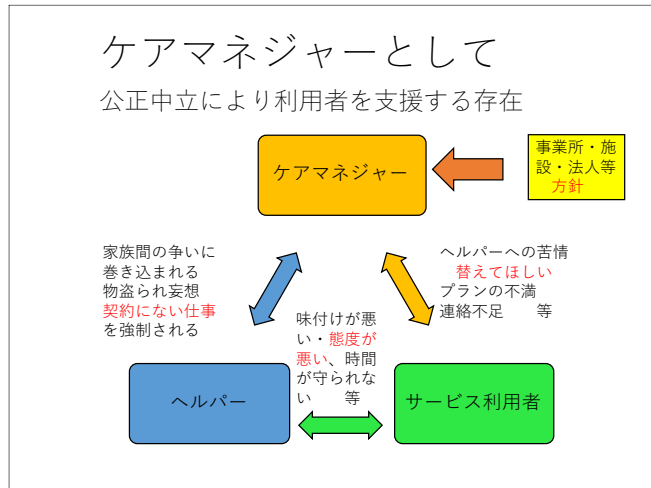 ケアマネジャーとして
公正中立により利用者を支援する存在
ケアマネジャー
事業所・施
設・法人等
方針
家族間の争いに
巻き込まれる
物盗られ妄想
契約にない仕事
を強制される
ヘルパーへの苦情
替えてほしい
プランの不満
連絡不足　　等
味付けが悪
い・態度が
悪い、時間
が守られな
い　　等
ヘルパー
サービス利用者